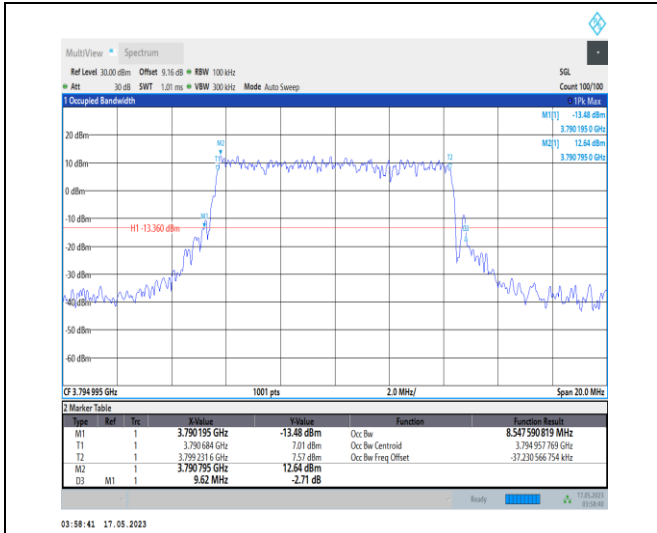 MultiView Spectrum
Ref Level 30.00 dBm Offset 9.16 dB RBW 100 kHz SGL
Att 30 dB SWT 1.01 ms VBW 300 kHz Mode Auto Sweep Count 100/100
1 Occupied Bandwidth 1Pk Max
M1[1] -13.48 dBm
3.790 195 0 GHz
M2[1] 12.64 dBm
3.790 795 0 GHz
20 dBm
M2
T1
T2
10 dBm
0 dBm
-10 dBm
M1
H1 -13.360 dBm
D3
-20 dBm
-30 dBm
-40 dBm
-50 dBm
-60 dBm
CF 3.794 995 GHz 1001 pts 2.0 MHz/ Span 20.0 MHz
2 Marker Table
Type Ref Trc X-Value Y-Value Function Function Result
M1 1 3.790195 GHz -13.48 dBm Occ Bw 8.547 590 819 MHz
T1 1 3.790 684 GHz 7.01 dBm Occ Bw Centroid 3.794 957 769 GHz
T2 1 3.799 231 6 GHz 7.57 dBm Occ Bw Freq Offset -37.230 566 754 kHz
M2 1 3.790 795 GHz 12.64 dBm
D3 M1 1 9.62 MHz -2.71 dB
Ready 17.05.2023
03:58:40
03:58:41 17.05.2023